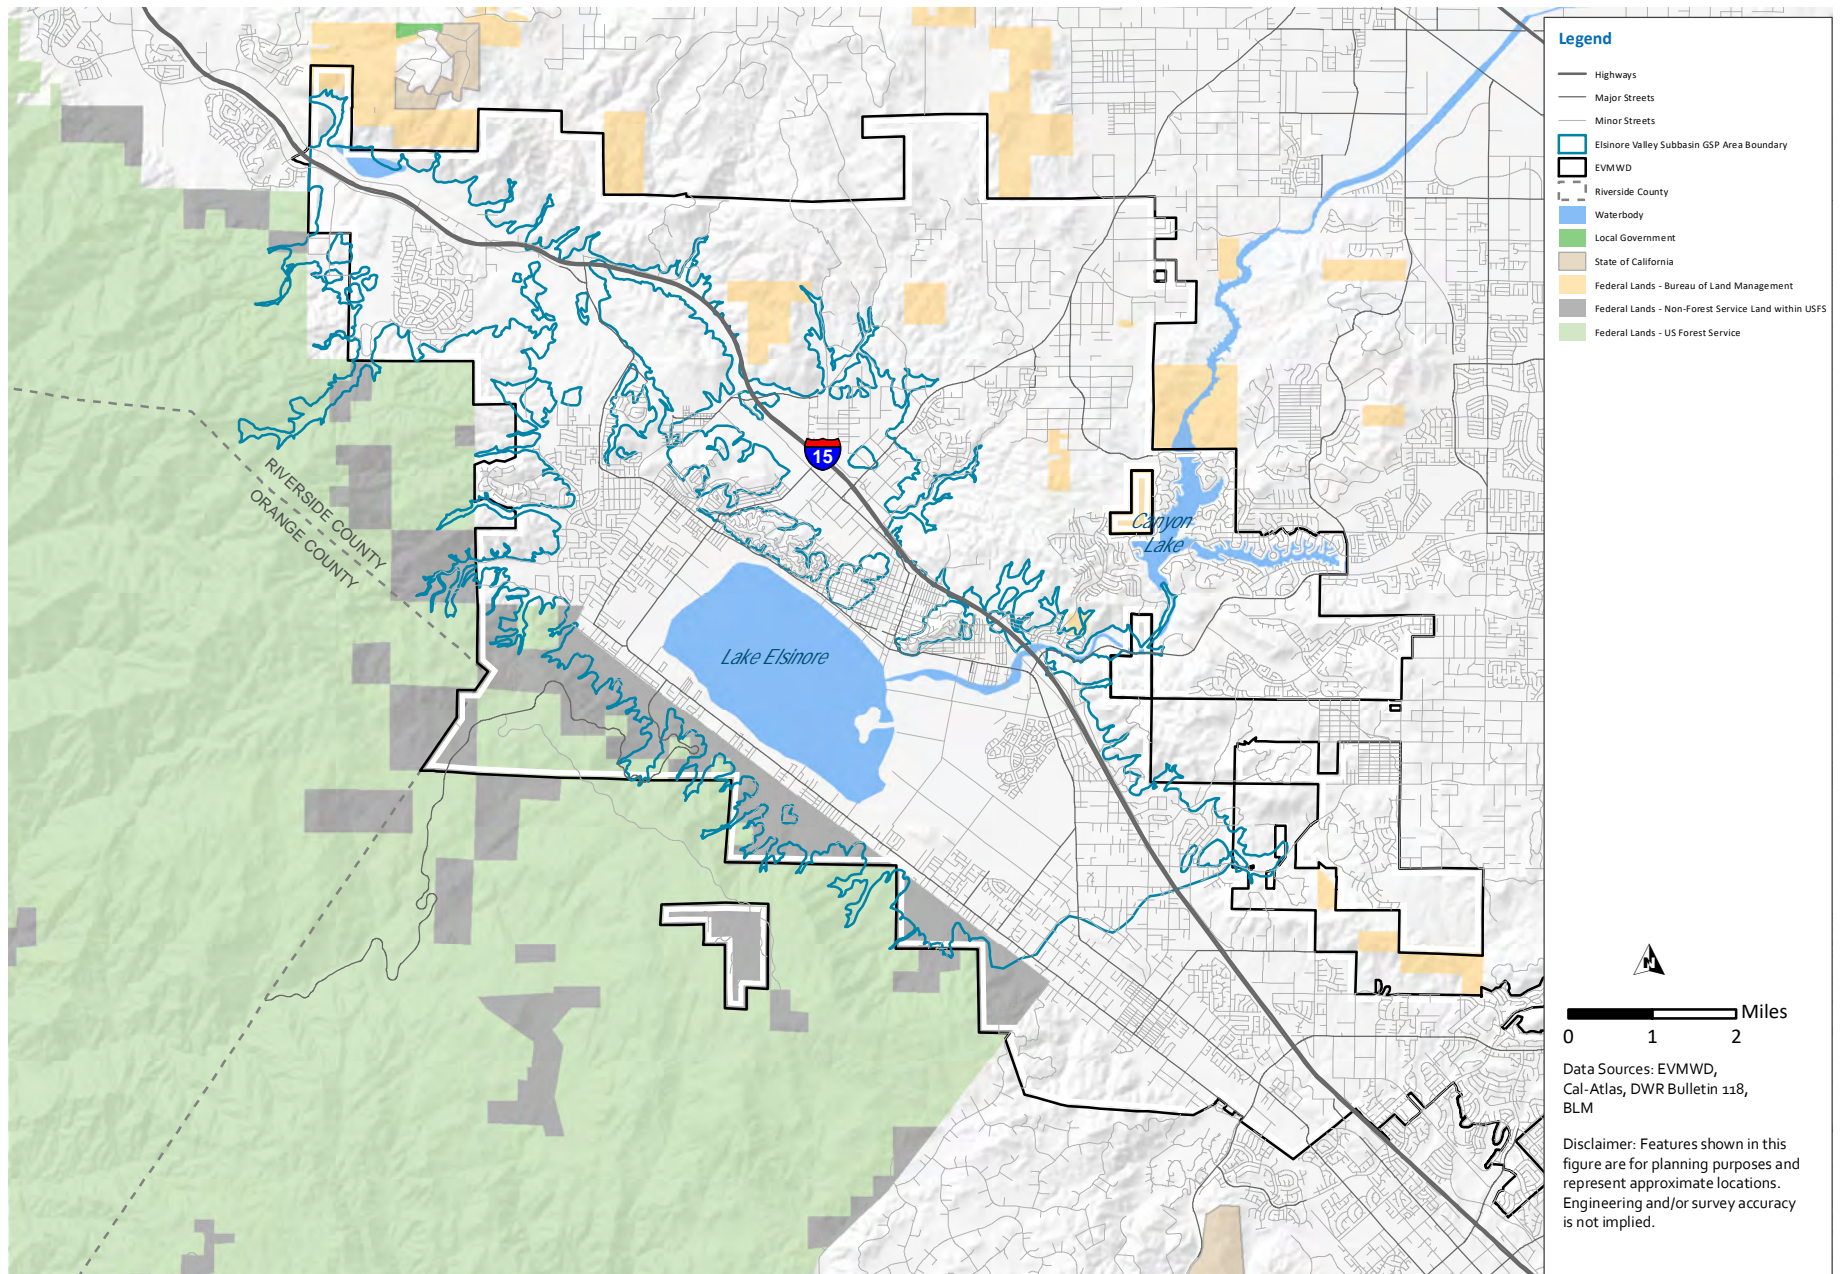 Legend
Highways
Major Streets
Minor Streets
Elsinore Valley Subbasin GSP Area Boundary
EVMWD
Riverside County
Waterbody
Local Government
State of California
Federal Lands - Bureau of Land Management
Federal Lands - Non-Forest Service Land within USFS
Federal Lands - US Forest Service
15
RIVERSIDE COUNTY
ORANGE COUNTY
Canyon
Lake
Lake Elsinore
N
Miles
0 1 2
Data Sources: EVMWD,
Cal-Atlas, DWR Bulletin 118,
BLM
Disclaimer: Features shown in this
figure are for planning purposes and
represent approximate locations.
Engineering and/or survey accuracy
is not implied.